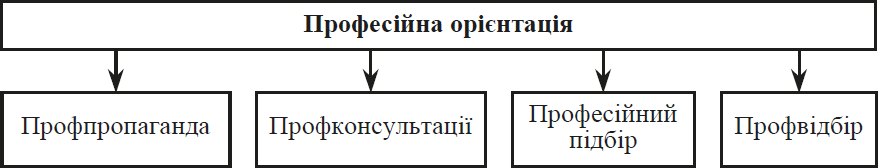 Професійна орієнтація
Профпропаганда
Профконсультації
Професійний
підбір
Профвідбір